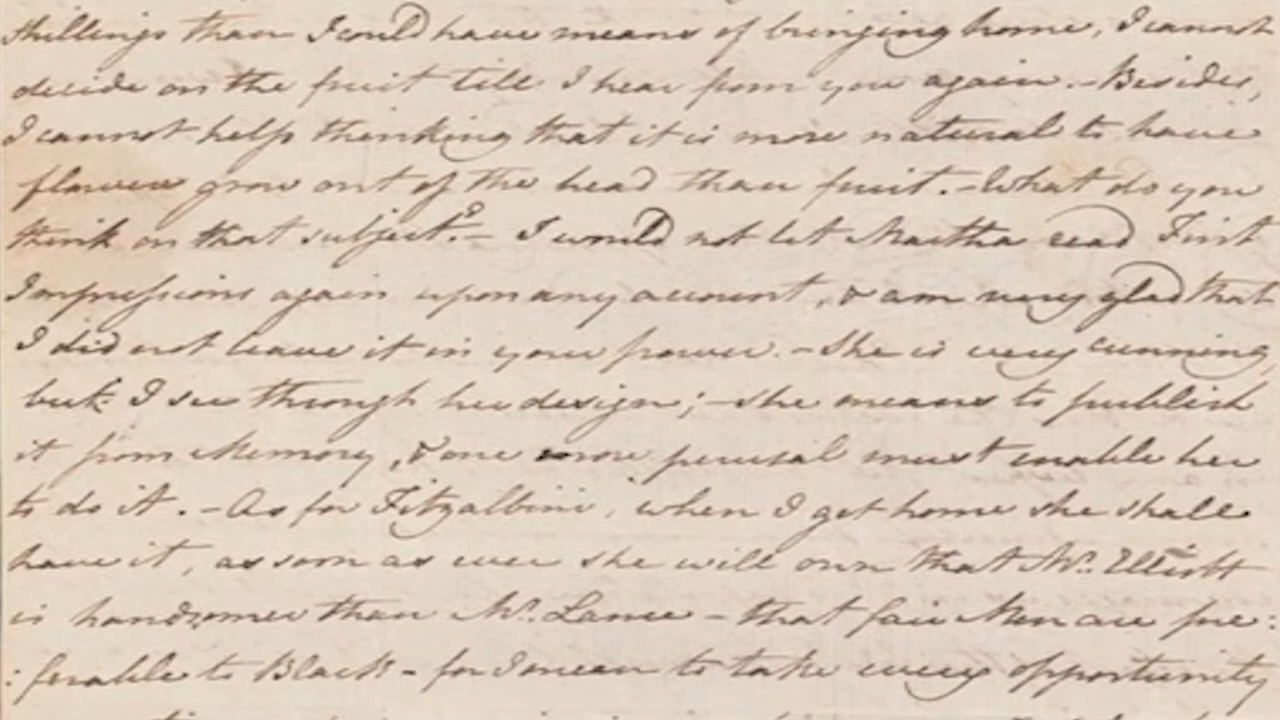 shillings than I could have means of bringing home, I cannot
decide on the fruit till I hear from you again.-Besides,
I cannot help thinking that it is more natural to have
flowers grow out of the head than fruit.-What do you
think on that subject?- I would not let Martha read First
Impressions again upon any account, & am very glad that
I did not leave it in your power.-She is very cunning,
but I see through her design;-she means to publish
it from Memory, & one more perusal must enable her
to do it.-As for Fitzalbini, when I get home she shall
have it, as soon as ever she will own that Mr. Elliott
is handsomer than Mr. Lance - that fair Men are pre:
:ferable to Black - for I mean to take every opportunity